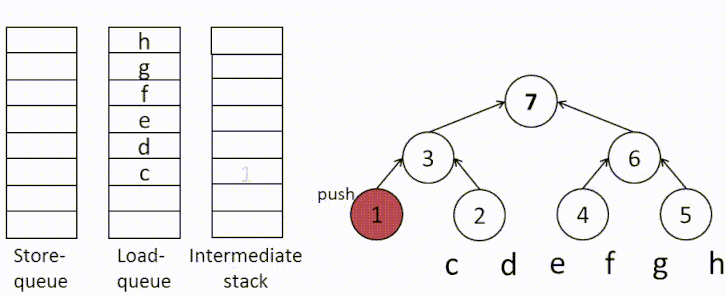 h
g
f
e
d
c 1
Store-queue
Load-queue
Intermediate stack
7
3 6
push 1 2 4 5
c d e f g h